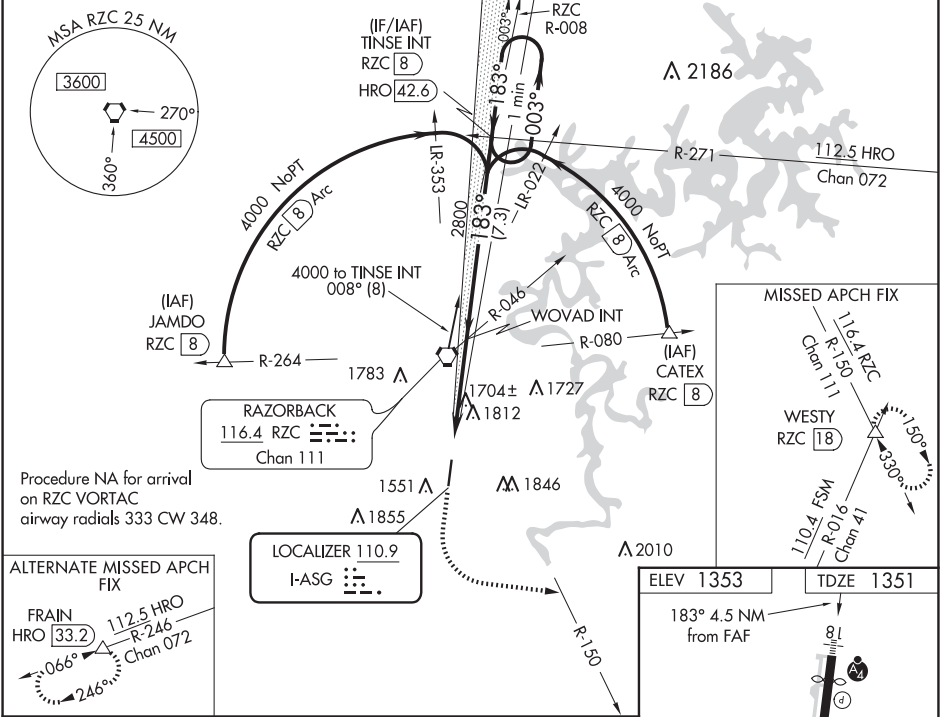 MSA RZC 25 NM
3600
270°
4500
360°
(IF/IAF)
TINSE INT
RZC 8
HRO 42.6
003°
RZC
R-008
183°
1 min
003°
2186
R-271
112.5 HRO
Chan 072
LR-353
LR-022
4000 NoPT
RZC 8 Arc
2800
183°
(7.3)
4000 NoPT
RZC 8 Arc
4000 to TINSE INT
008° (8)
R-046
WOVAD INT
(IAF)
JAMDO
RZC 8
R-264
R-080
(IAF)
CATEX
RZC 8
1783
1704±
1727
1812
RAZORBACK
116.4 RZC
Chan 111
Procedure NA for arrival
on RZC VORTAC
airway radials 333 CW 348.
1551
1846
1855
LOCALIZER 110.9
I-ASG
2010
R-150
MISSED APCH FIX
116.4 RZC
R-150
Chan 111
WESTY
RZC 18
150°
330°
110.4 FSM
R-016
Chan 41
ALTERNATE MISSED APCH
FIX
FRAIN
HRO 33.2
112.5 HRO
R-246
Chan 072
066°
246°
ELEV 1353
TDZE 1351
183° 4.5 NM
from FAF
18
A4
P